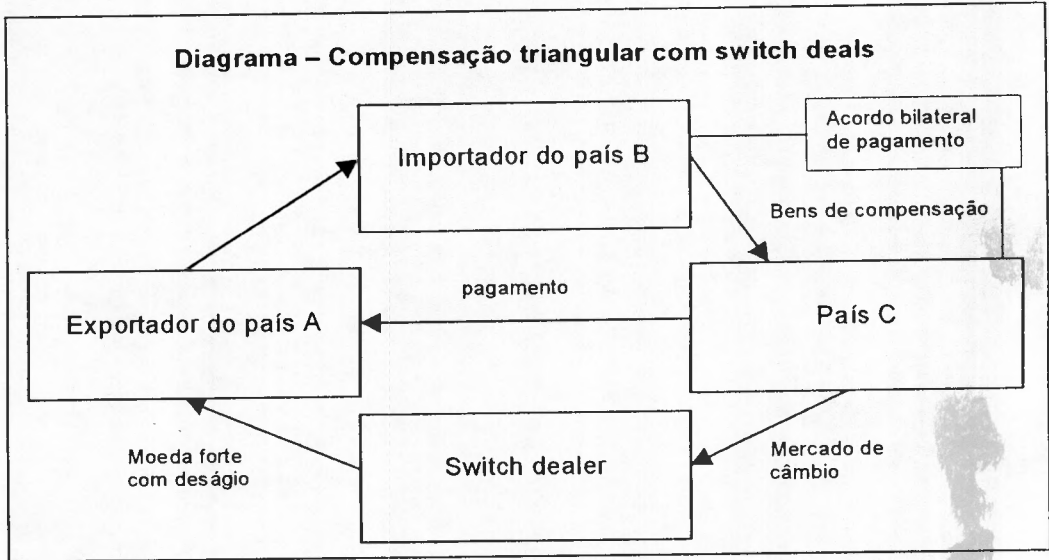 Diagrama – Compensação triangular com switch deals
Importador do país B
Acordo bilateral
de pagamento
Bens de compensação
pagamento
Exportador do país A
País C
Moeda forte
com deságio
Switch dealer
Mercado de
câmbio